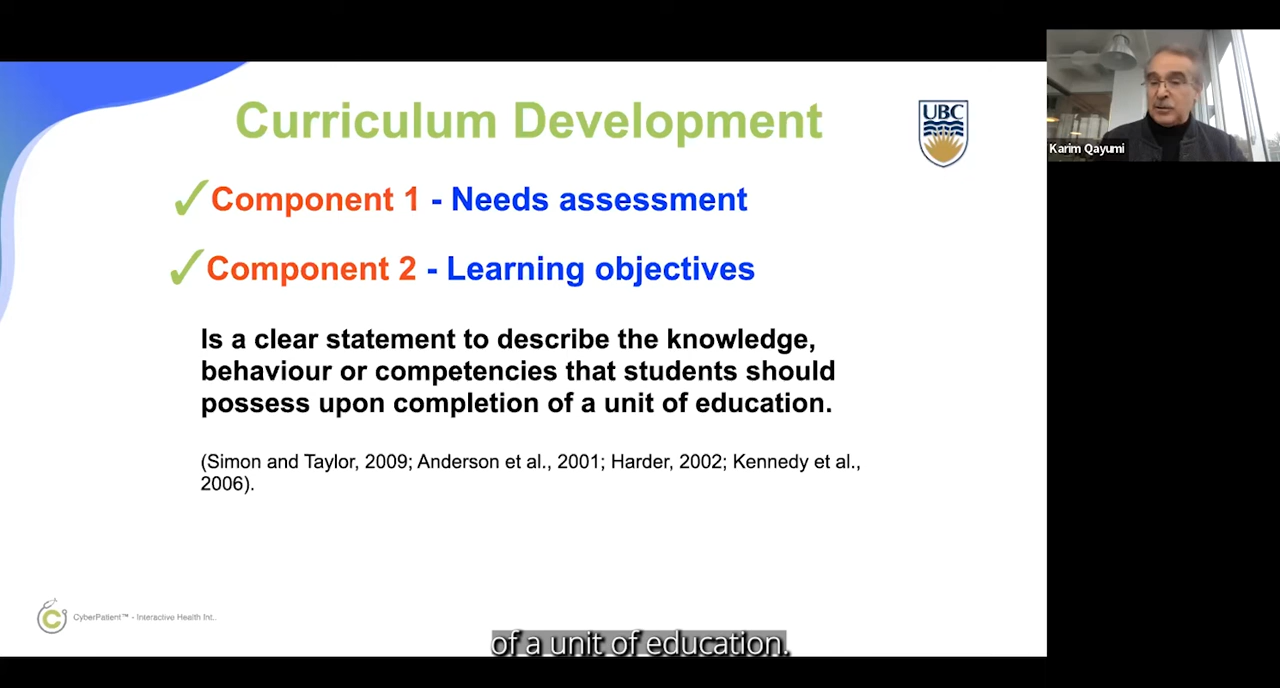 Curriculum Development
UBC
✓Component 1 - Needs assessment
✓Component 2 - Learning objectives
Is a clear statement to describe the knowledge,
behaviour or competencies that students should
possess upon completion of a unit of education.
(Simon and Taylor, 2009; Anderson et al., 2001; Harder, 2002; Kennedy et al.,
2006).
CyberPatient™ - Interactive Health Int..
of a unit of education.
Karim Qayumi